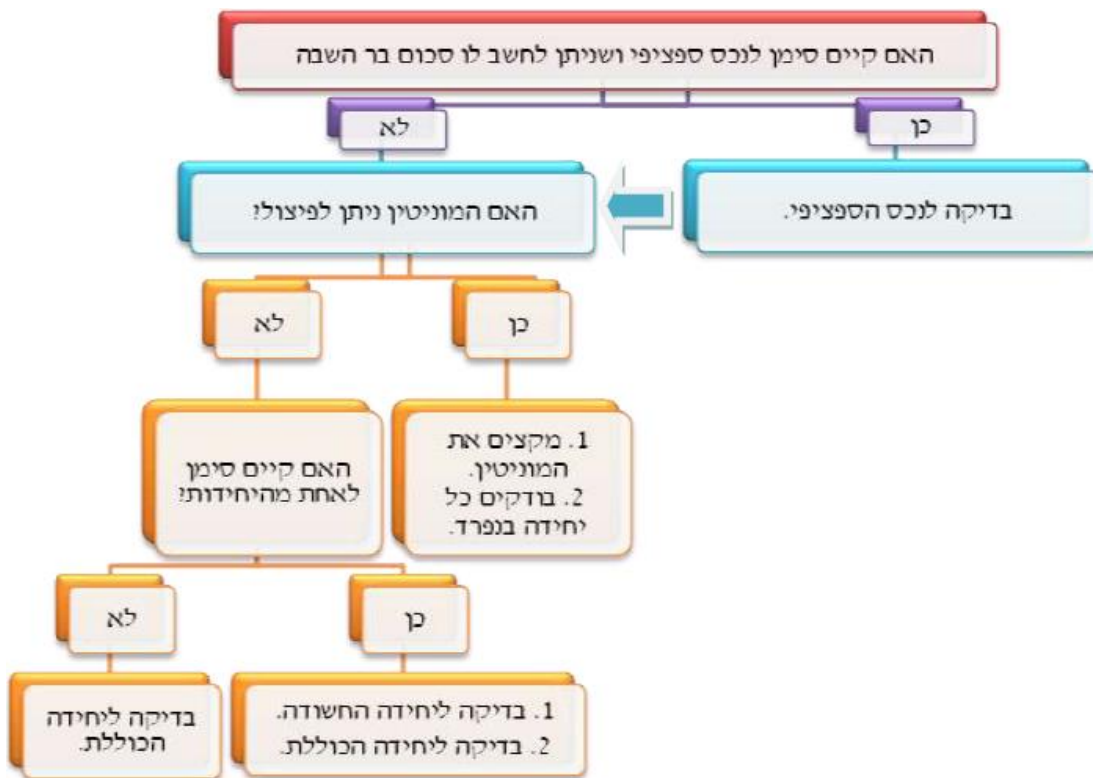 האם קיים סימן לנכס ספציפי ושניתן לחשב לו סכום בר השבה
כן
לא
בדיקה לנכס הספציפי.
האם המוניטין ניתן לפיצול?
כן
לא
1. מקצים את
המוניטין.
2. בודקים כל
יחידה בנפרד.
האם קיים סימן
לאחת מהיחידות?
כן
לא
1. בדיקה ליחידה החשודה.
2. בדיקה ליחידה הכוללת.
בדיקה ליחידה
הכוללת.